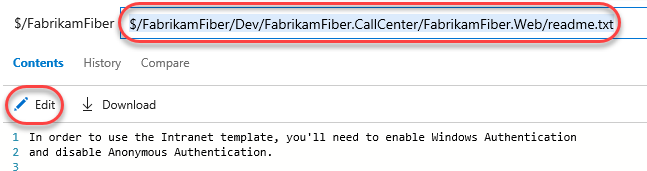 $/FabrikamFiber $/FabrikamFiber/Dev/FabrikamFiber.CallCenter/FabrikamFiber.Web/readme.txt
Contents History Compare
Edit Download
1 In order to use the Intranet template, you'll need to enable Windows Authentication
2 and disable Anonymous Authentication.
3